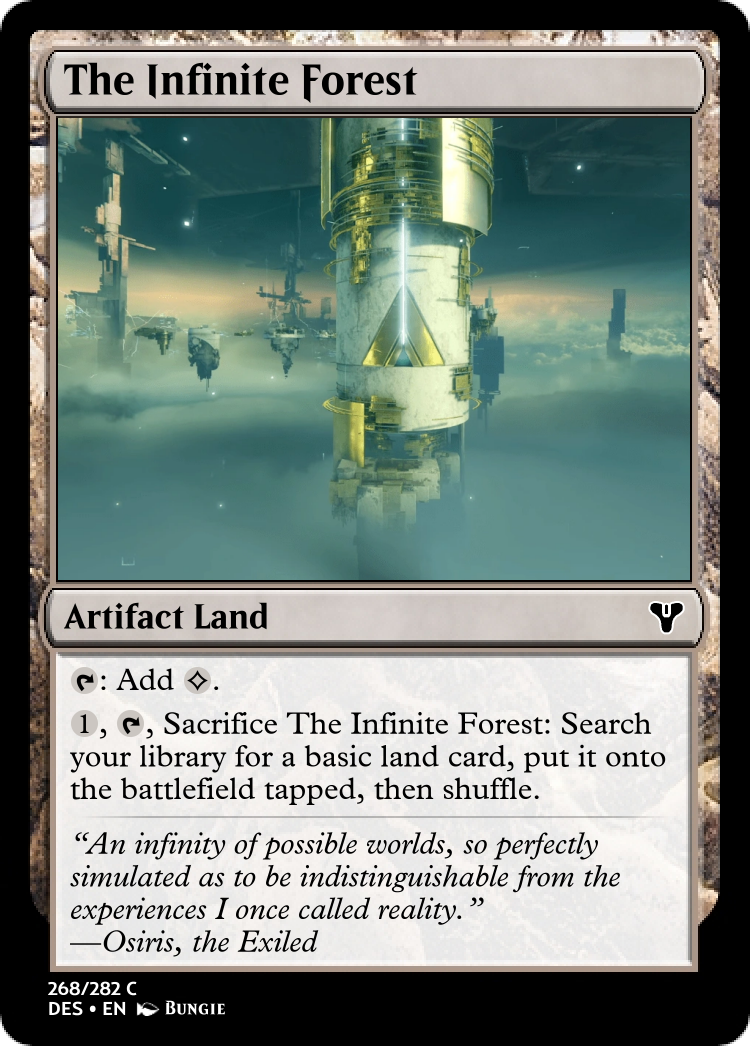 The Infinite Forest
Artifact Land
: Add .
1, , Sacrifice The Infinite Forest: Search
your library for a basic land card, put it onto
the battlefield tapped, then shuffle.
“An infinity of possible worlds, so perfectly
simulated as to be indistinguishable from the
experiences I once called reality.”
—Osiris, the Exiled
268/282 C
DES • EN Bungie